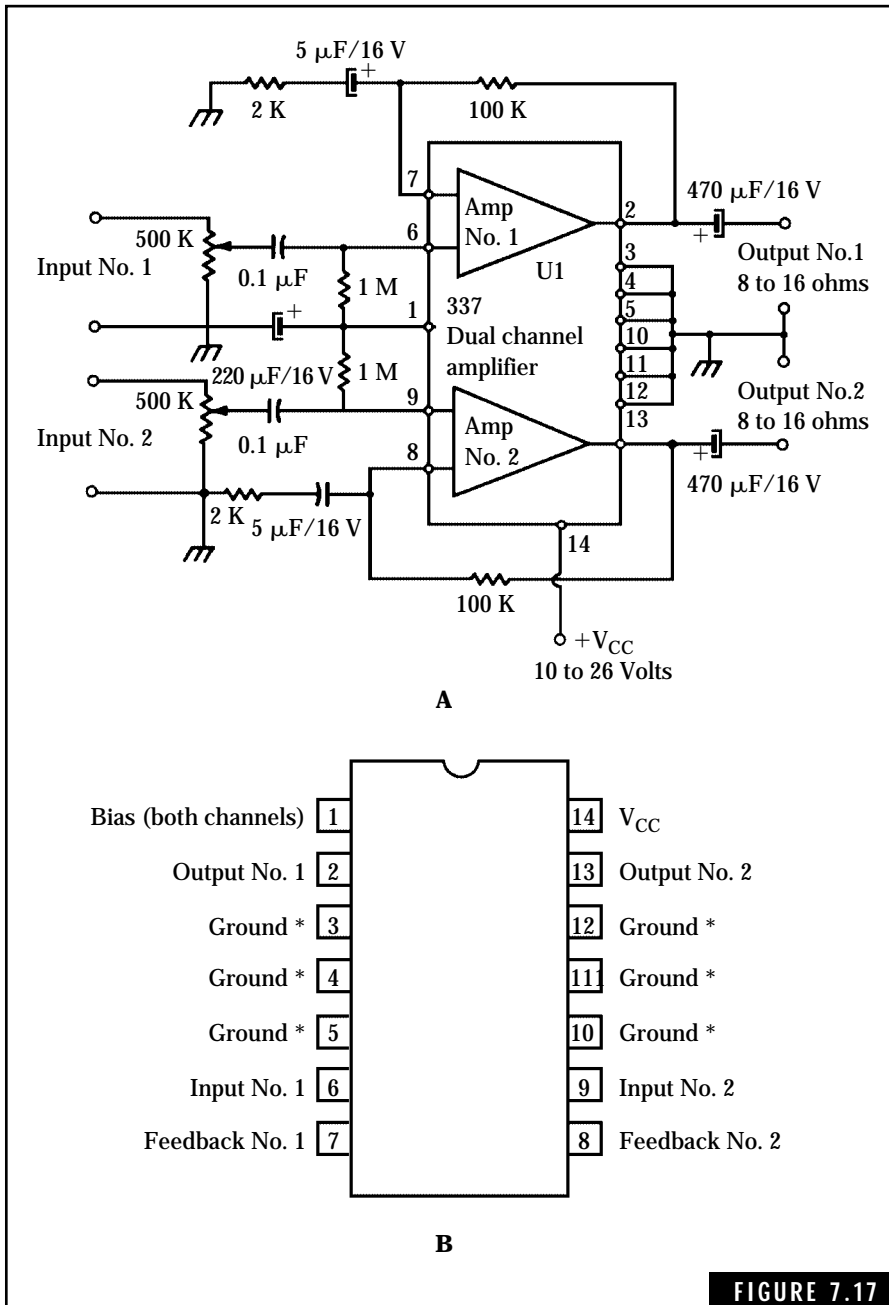 5 μF/16 V
+
2 K
100 K
7
470 μF/16 V
Amp
No. 1
2
+
500 K
6
U1
3
Output No.1
8 to 16 ohms
Input No. 1
0.1 μF
1 M
4
+
1
337
Dual channel
amplifier
5
10
220 μF/16 V
1 M
11
12
Output No.2
8 to 16 ohms
500 K
9
13
Input No. 2
0.1 μF
Amp
No. 2
8
+
470 μF/16 V
2 K
5 μF/16 V
14
100 K
+VCC
10 to 26 Volts
A
Bias (both channels) 1 14 VCC
Output No. 1 2 13 Output No. 2
Ground * 3 12 Ground *
Ground * 4 111 Ground *
Ground * 5 10 Ground *
Input No. 1 6 9 Input No. 2
Feedback No. 1 7 8 Feedback No. 2
B
FIGURE 7.17